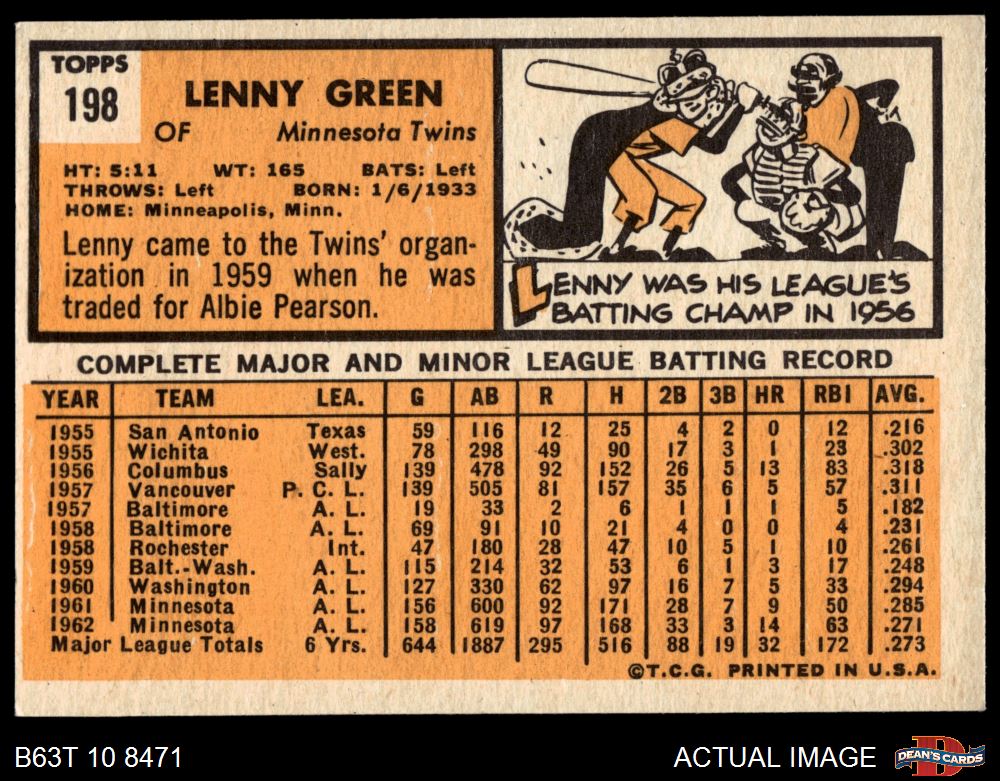 TOPPS
198
LENNY GREEN
OF Minnesota Twins
HT: 5:11 WT: 165 BATS: Left
THROWS: Left BORN: 1/6/1933
HOME: Minneapolis, Minn.
Lenny came to the Twins' organ-
ization in 1959 when he was
traded for Albie Pearson.
LENNY WAS HIS LEAGUE'S
BATTING CHAMP IN 1956
COMPLETE MAJOR AND MINOR LEAGUE BATTING RECORD
YEAR TEAM LEA. G AB R H 2B 3B HR RBI AVG.
1955 San Antonio Texas 59 116 12 25 4 2 0 12 .216
1955 Wichita West. 78 298 49 90 17 3 1 23 .302
1956 Columbus Sally 139 478 92 152 26 5 13 83 .318
1957 Vancouver P. C. L. 139 505 81 157 35 6 5 57 .311
1957 Baltimore A. L. 19 33 2 6 1 1 1 5 .182
1958 Baltimore A. L. 69 91 10 21 4 0 0 4 .231
1958 Rochester Int. 47 180 28 47 10 5 1 10 .261
1959 Balt.-Wash. A. L. 115 214 32 53 6 1 3 17 .248
1960 Washington A. L. 127 330 62 97 16 7 5 33 .294
1961 Minnesota A. L. 156 600 92 171 28 7 9 50 .285
1962 Minnesota A. L. 158 619 97 168 33 3 14 63 .271
Major League Totals 6 Yrs. 644 1887 295 516 88 19 32 172 .273
©T.C.G. PRINTED IN U.S.A.
B63T 10 8471
ACTUAL IMAGE
D
DEAN'S CARDS